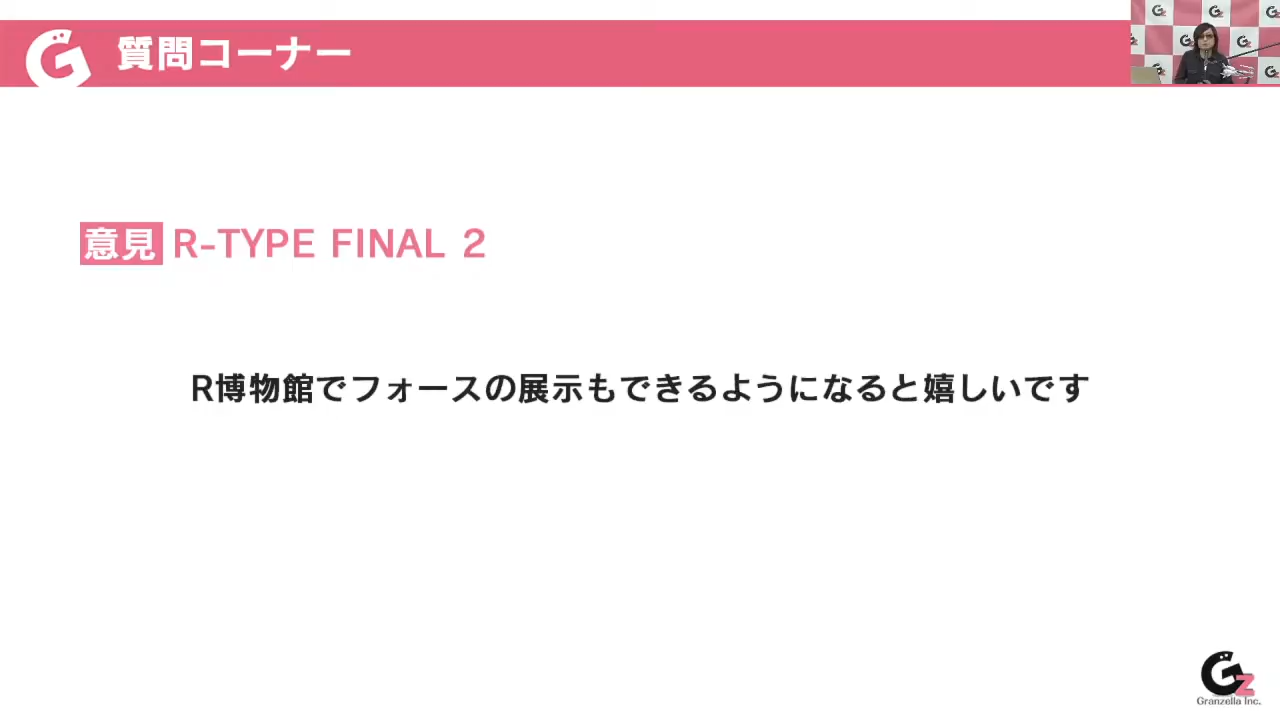 質問コーナー
意見 R-TYPE FINAL 2
R博物館でフォースの展示もできるようになると嬉しいです
Gz
Granzella Inc.